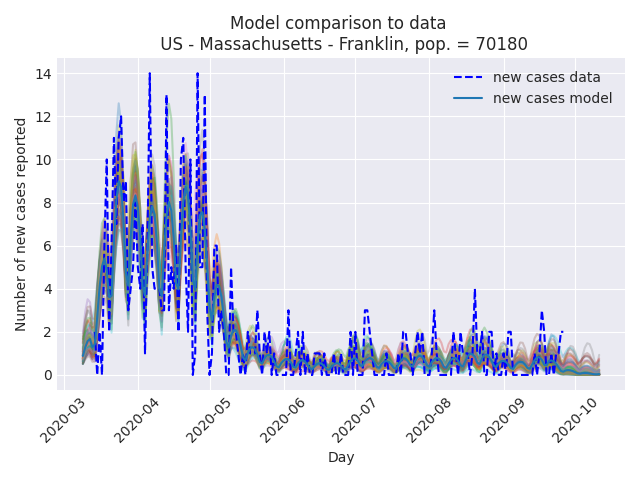 Model comparison to data
US - Massachusetts - Franklin, pop. = 70180
new cases data
new cases model
Number of new cases reported
14
12
10
8
6
4
2
0
2020-03
2020-04
2020-05
2020-06
2020-07
2020-08
2020-09
2020-10
Day